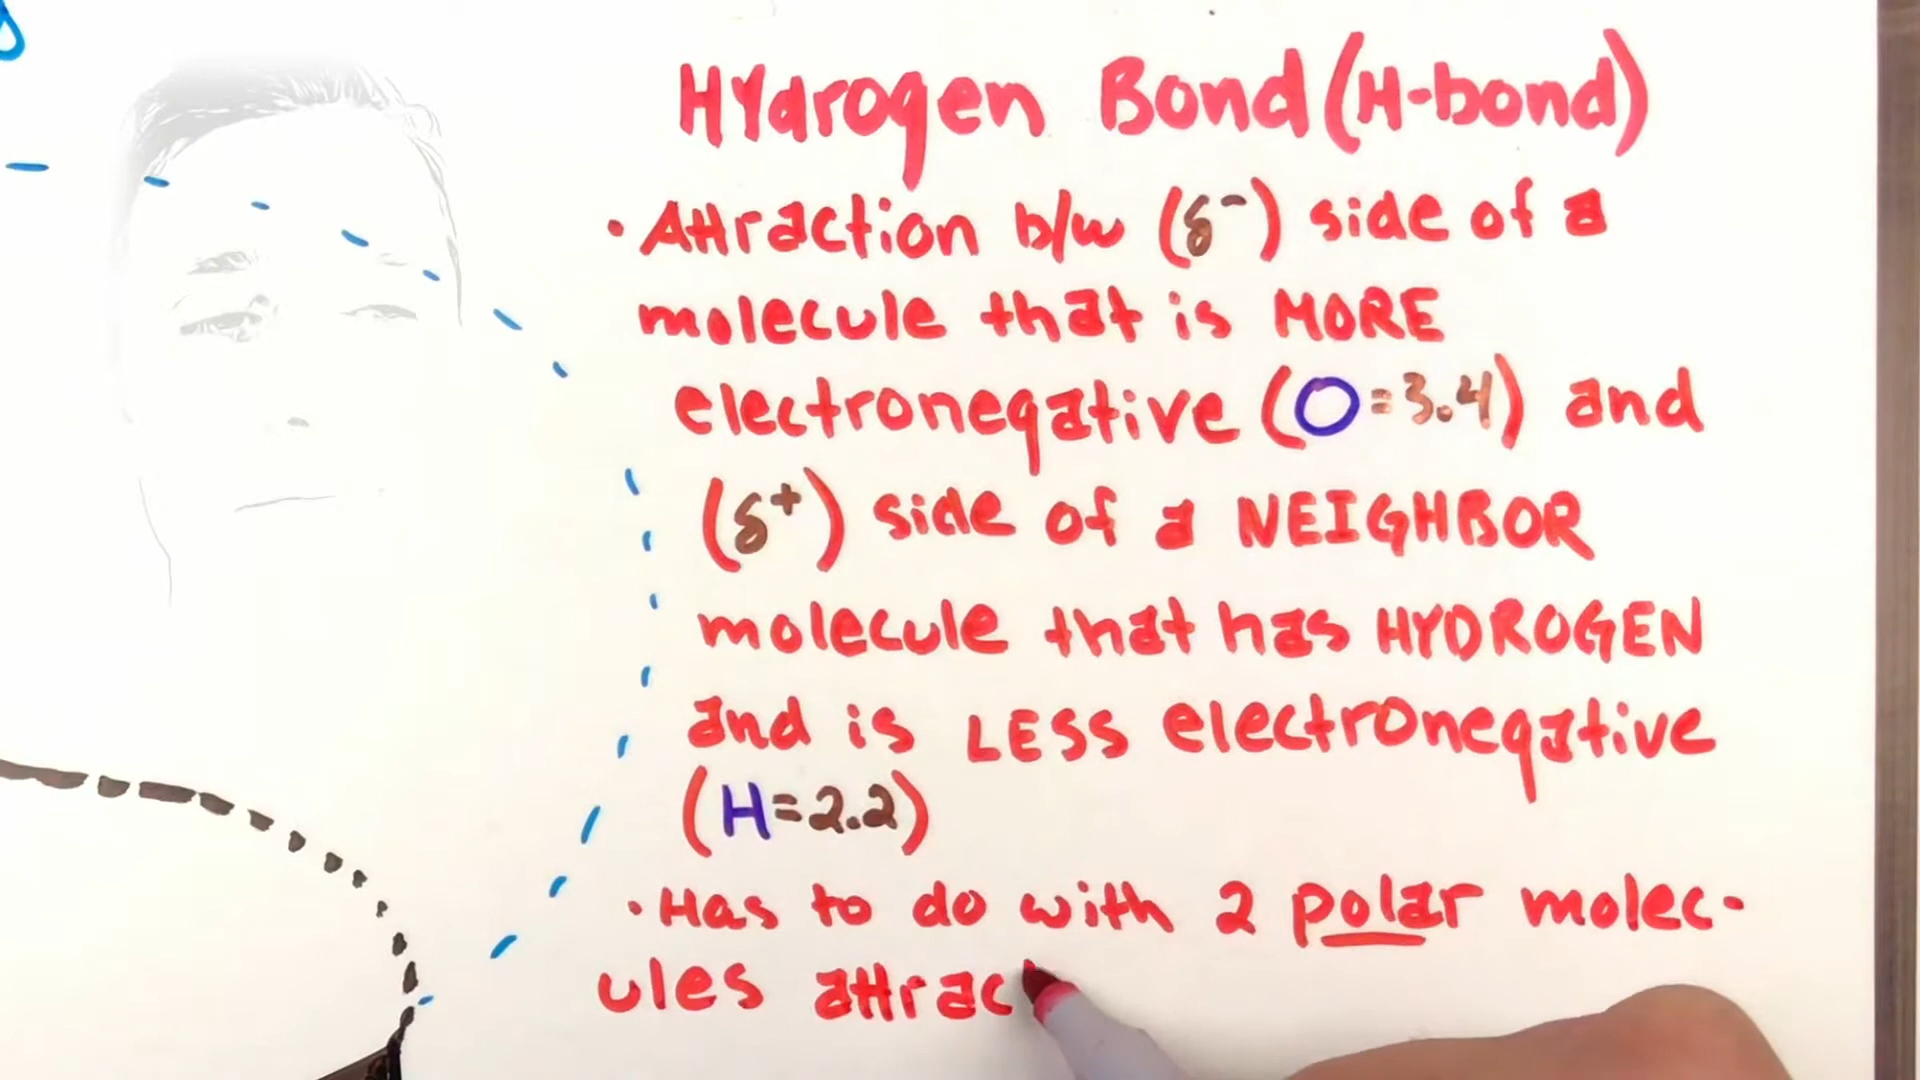 Hydrogen Bond (H-bond)
• Attraction b/w (δ⁻) side of a
molecule that is MORE
electronegative (O=3.4) and
(δ⁺) side of a NEIGHBOR
molecule that has HYDROGEN
and is LESS electronegative
(H=2.2)
• Has to do with 2 polar molec-
ules attrac